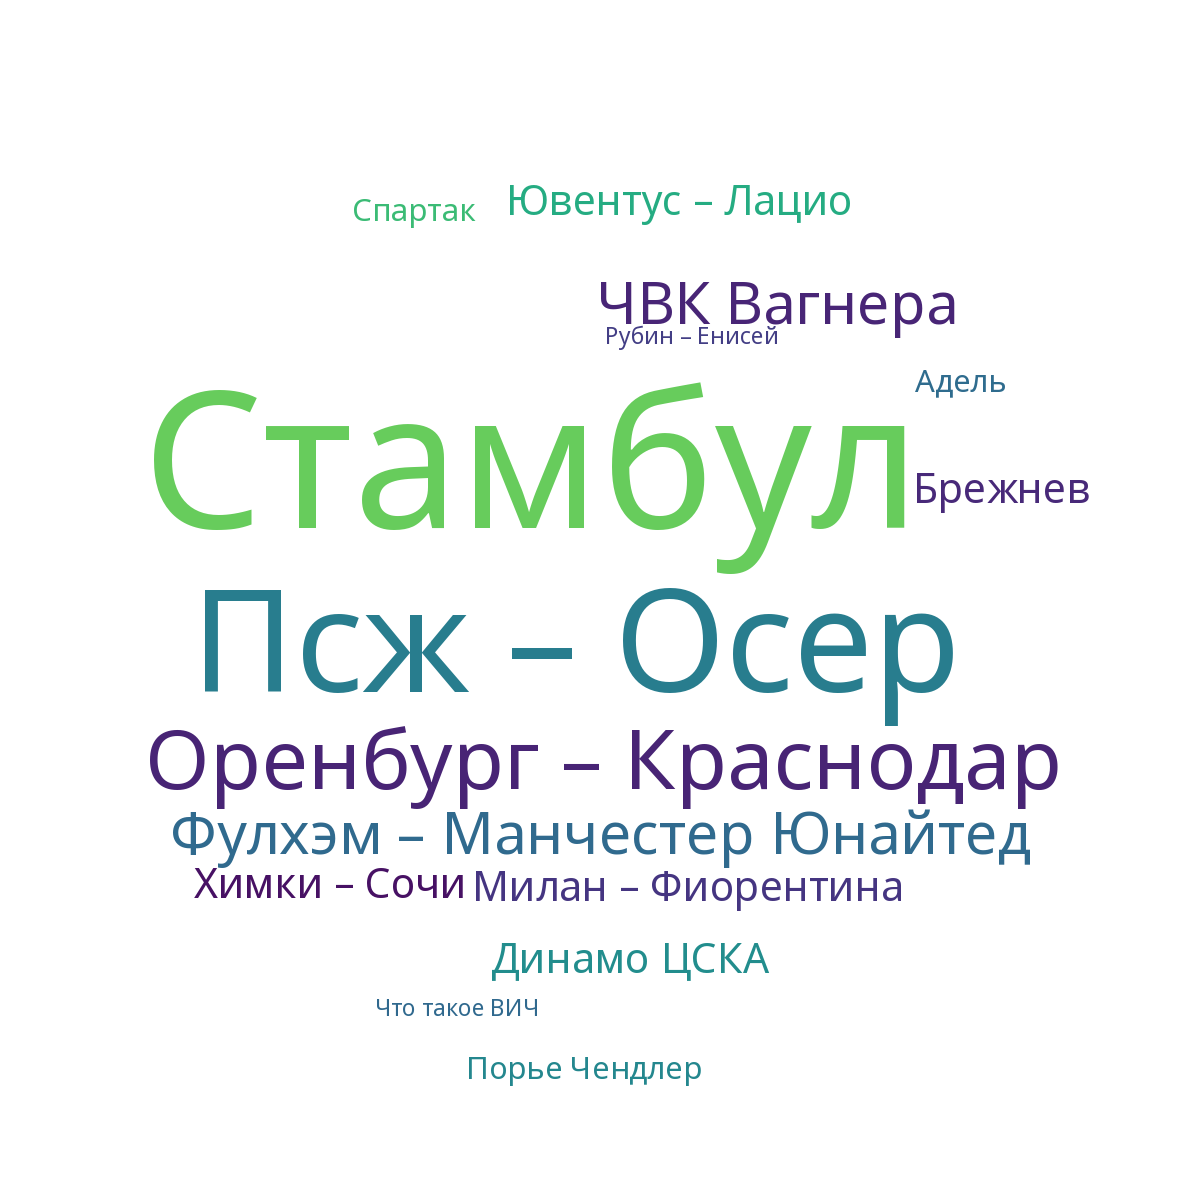 Спартак
Ювентус – Лацио
ЧВК Вагнера
Рубин – Енисей
Адель
Стамбул
Брежнев
Псж – Осер
Оренбург – Краснодар
Фулхэм – Манчестер Юнайтед
Химки – Сочи
Милан – Фиорентина
Динамо ЦСКА
Что такое ВИЧ
Порье Чендлер